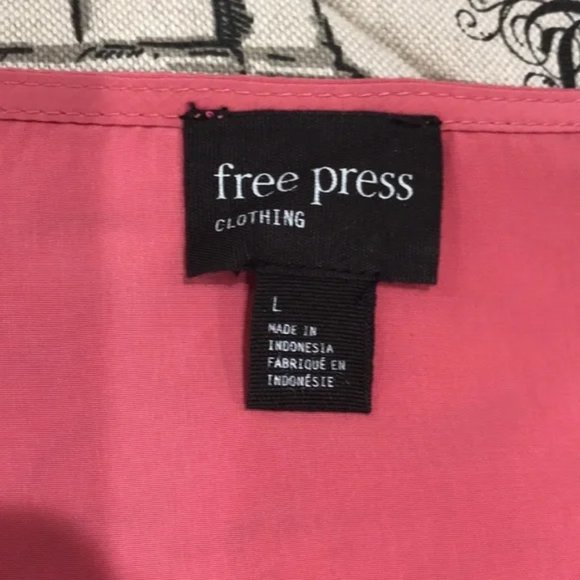 free press
CLOTHING
L
MADE IN
INDONESIA
FABRIQUÉ EN
INDONÉSIE